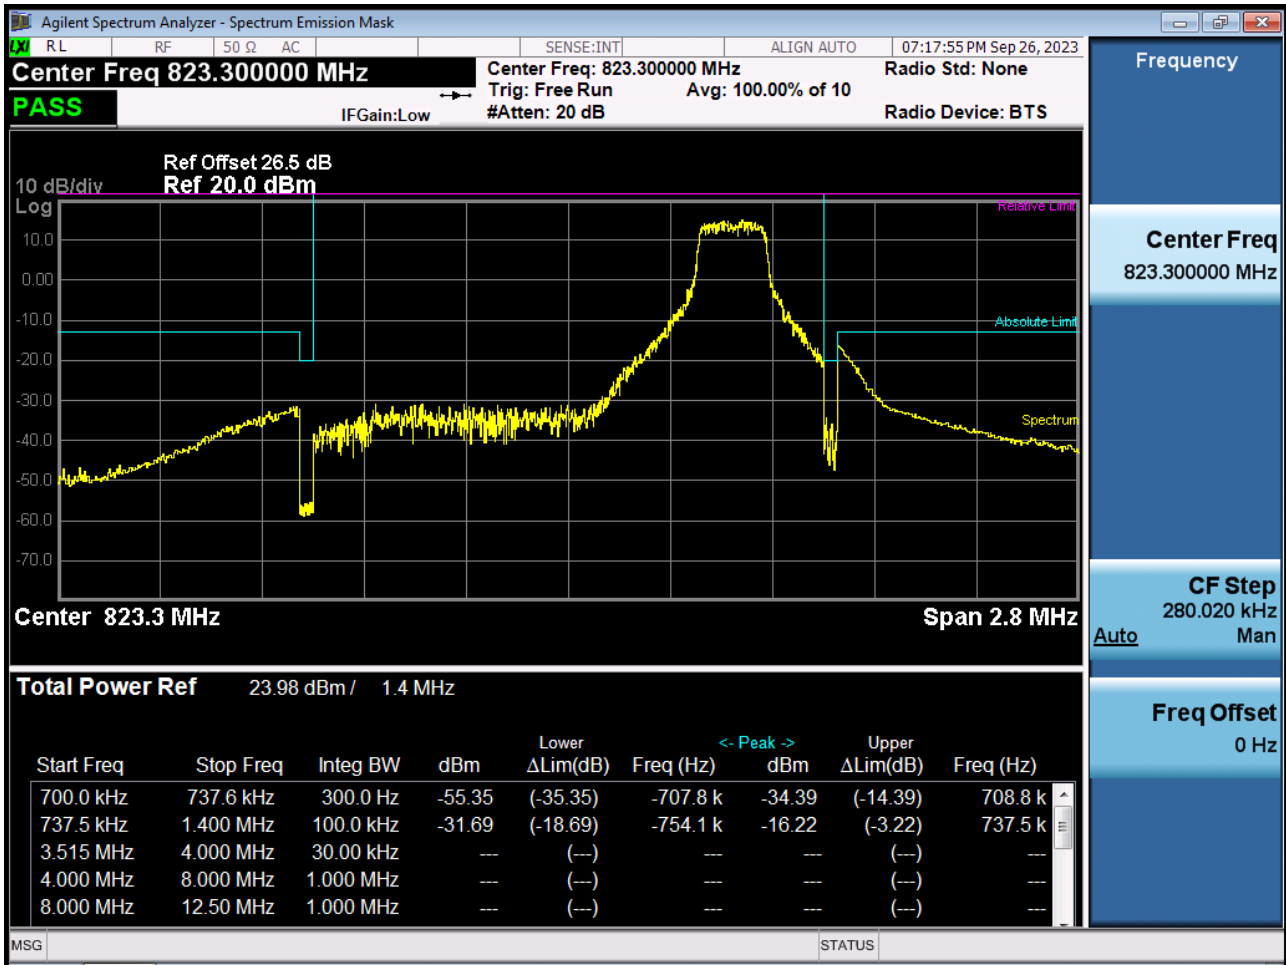 Agilent Spectrum Analyzer - Spectrum Emission Mask
LXI RL RF 50 Ω AC SENSE:INT ALIGN AUTO 07:17:55 PM Sep 26, 2023
Center Freq 823.300000 MHz
Center Freq: 823.300000 MHz Radio Std: None
Trig: Free Run Avg: 100.00% of 10
PASS
IFGain:Low #Atten: 20 dB Radio Device: BTS
Ref Offset 26.5 dB
10 dB/div Ref 20.0 dBm
Log
Relative Limit
10.0
0.00
-10.0
Absolute Limit
-20.0
-30.0
Spectrum
-40.0
-50.0
-60.0
-70.0
Center 823.3 MHz Span 2.8 MHz
Total Power Ref 23.98 dBm / 1.4 MHz
Lower <- Peak -> Upper
Start Freq Stop Freq Integ BW dBm ΔLim(dB) Freq (Hz) dBm ΔLim(dB) Freq (Hz)
700.0 kHz 737.6 kHz 300.0 Hz -55.35 (-35.35) -707.8 k -34.39 (-14.39) 708.8 k
737.5 kHz 1.400 MHz 100.0 kHz -31.69 (-18.69) -754.1 k -16.22 (-3.22) 737.5 k
3.515 MHz 4.000 MHz 30.00 kHz --- (---) --- --- (---) ---
4.000 MHz 8.000 MHz 1.000 MHz --- (---) --- --- (---) ---
8.000 MHz 12.50 MHz 1.000 MHz --- (---) --- --- (---) ---
MSG STATUS
Frequency
Center Freq
823.300000 MHz
CF Step
280.020 kHz
Auto Man
Freq Offset
0 Hz